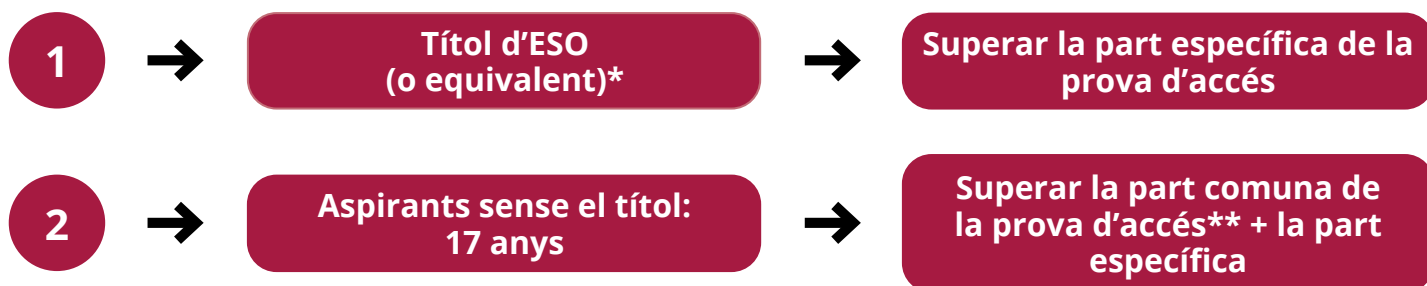 1
Títol d’ESO
(o equivalent)*
Superar la part específica de la
prova d’accés
2
Aspirants sense el títol:
17 anys
Superar la part comuna de
la prova d’accés** + la part
específica